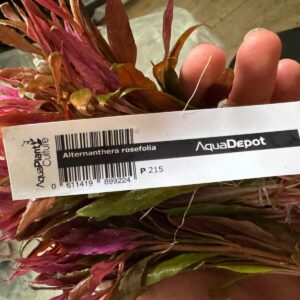 AquaPlant
Culture
Alternanthera rosefolia
AquaDepot
0 611419 899224
P 215